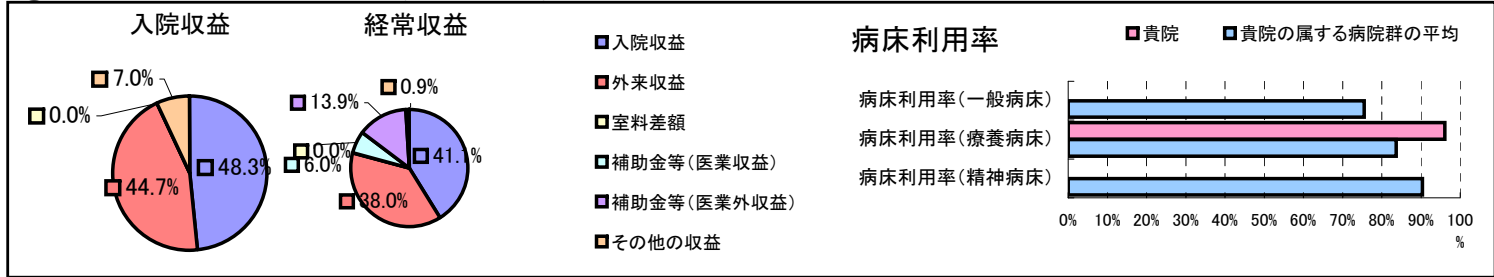 入院収益
7.0%
0.0%
48.3%
44.7%
経常収益
0.9%
13.9%
0.0%
6.0%
41.1%
38.0%
入院収益
外来収益
室料差額
補助金等(医業収益)
補助金等(医業外収益)
その他の収益
病床利用率
貴院
貴院の属する病院群の平均
病床利用率(一般病床)
病床利用率(療養病床)
病床利用率(精神病床)
0% 10% 20% 30% 40% 50% 60% 70% 80% 90% 100
%